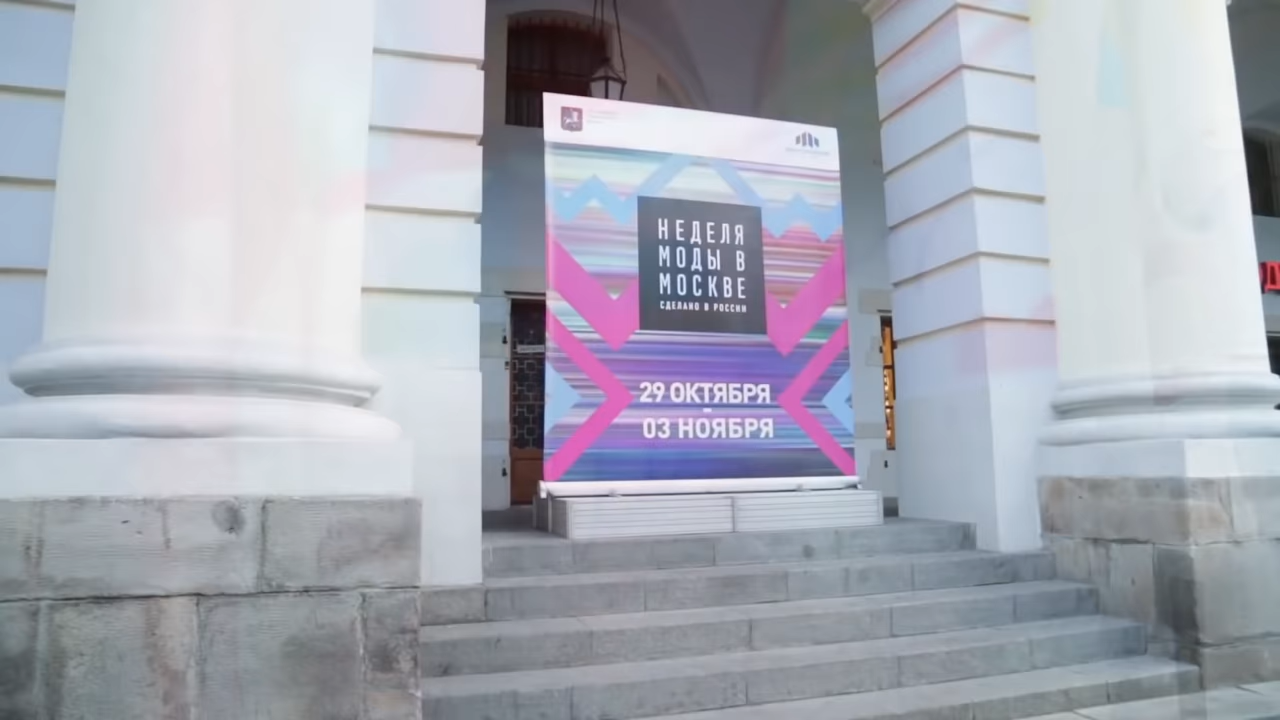 НЕДЕЛЯ
МОДЫ В
МОСКВЕ
СДЕЛАНО В РОССИИ
29 ОКТЯБРЯ
–
03 НОЯБРЯ